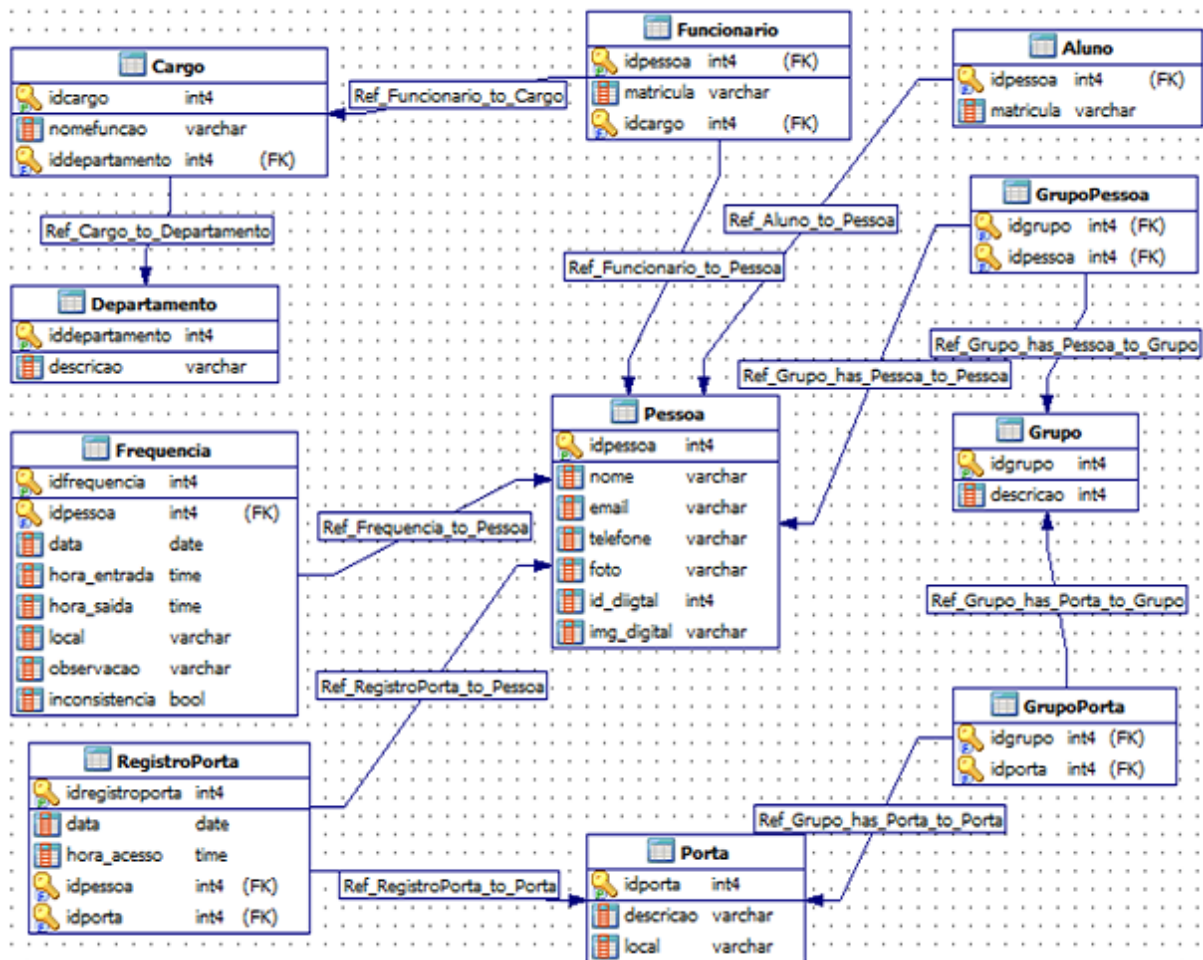 Cargo
idcargo int4
nomefuncao varchar
iddepartamento int4 (FK)
Ref_Funcionario_to_Cargo
Funcionario
idpessoa int4 (FK)
matricula varchar
idcargo int4 (FK)
Aluno
idpessoa int4 (FK)
matricula varchar
Ref_Cargo_to_Departamento
Ref_Funcionario_to_Pessoa
Ref_Aluno_to_Pessoa
GrupoPessoa
idgrupo int4 (FK)
idpessoa int4 (FK)
Departamento
iddepartamento int4
descricao varchar
Ref_Grupo_has_Pessoa_to_Grupo
Ref_Grupo_has_Pessoa_to_Pessoa
Frequencia
idfrequencia int4
idpessoa int4 (FK)
data date
hora_entrada time
hora_saida time
local varchar
observacao varchar
inconsistencia bool
Ref_Frequencia_to_Pessoa
Pessoa
idpessoa int4
nome varchar
email varchar
telefone varchar
foto varchar
id_diigtal int4
img_digital varchar
Grupo
idgrupo int4
descricao int4
Ref_Grupo_has_Porta_to_Grupo
Ref_RegistroPorta_to_Pessoa
GrupoPorta
idgrupo int4 (FK)
idporta int4 (FK)
RegistroPorta
idregistroporta int4
data date
hora_acesso time
idpessoa int4 (FK)
idporta int4 (FK)
Ref_RegistroPorta_to_Porta
Ref_Grupo_has_Porta_to_Porta
Porta
idporta int4
descricao varchar
local varchar